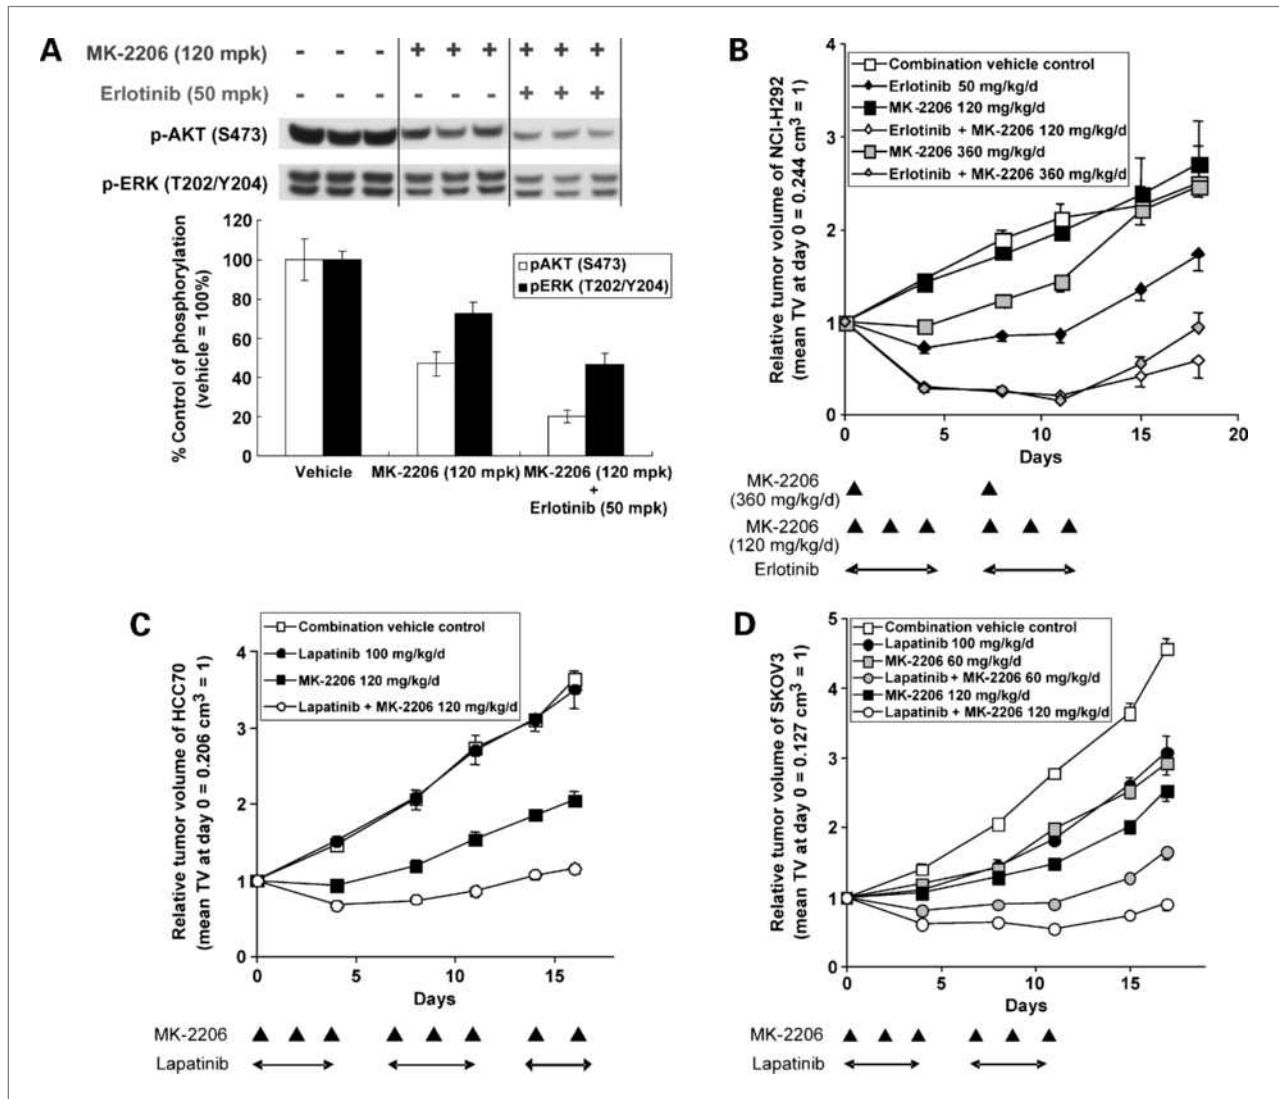 A
MK-2206 (120 mpk) - - - + + + + + +
Erlotinib (50 mpk) - - - - - - + + +
p-AKT (S473)
p-ERK (T202/Y204)
% Control of phosphorylation
(vehicle = 100%)
120
100
80
60
40
20
0
pAKT (S473)
pERK (T202/Y204)
Vehicle MK-2206 (120 mpk) MK-2206 (120 mpk)
+
Erlotinib (50 mpk)
B
Relative tumor volume of NCI-H292
(mean TV at day 0 = 0.244 cm³ = 1)
4
3
2
1
0
Combination vehicle control
Erlotinib 50 mg/kg/d
MK-2206 120 mg/kg/d
Erlotinib + MK-2206 120 mg/kg/d
MK-2206 360 mg/kg/d
Erlotinib + MK-2206 360 mg/kg/d
0 5 10 15 20
Days
MK-2206
(360 mg/kg/d)
MK-2206
(120 mg/kg/d)
Erlotinib
C
Relative tumor volume of HCC70
(mean TV at day 0 = 0.206 cm³ = 1)
4
3
2
1
0
Combination vehicle control
Lapatinib 100 mg/kg/d
MK-2206 120 mg/kg/d
Lapatinib + MK-2206 120 mg/kg/d
0 5 10 15
Days
MK-2206
Lapatinib
D
Relative tumor volume of SKOV3
(mean TV at day 0 = 0.127 cm³ = 1)
5
4
3
2
1
0
Combination vehicle control
Lapatinib 100 mg/kg/d
MK-2206 60 mg/kg/d
Lapatinib + MK-2206 60 mg/kg/d
MK-2206 120 mg/kg/d
Lapatinib + MK-2206 120 mg/kg/d
0 5 10 15
Days
MK-2206
Lapatinib